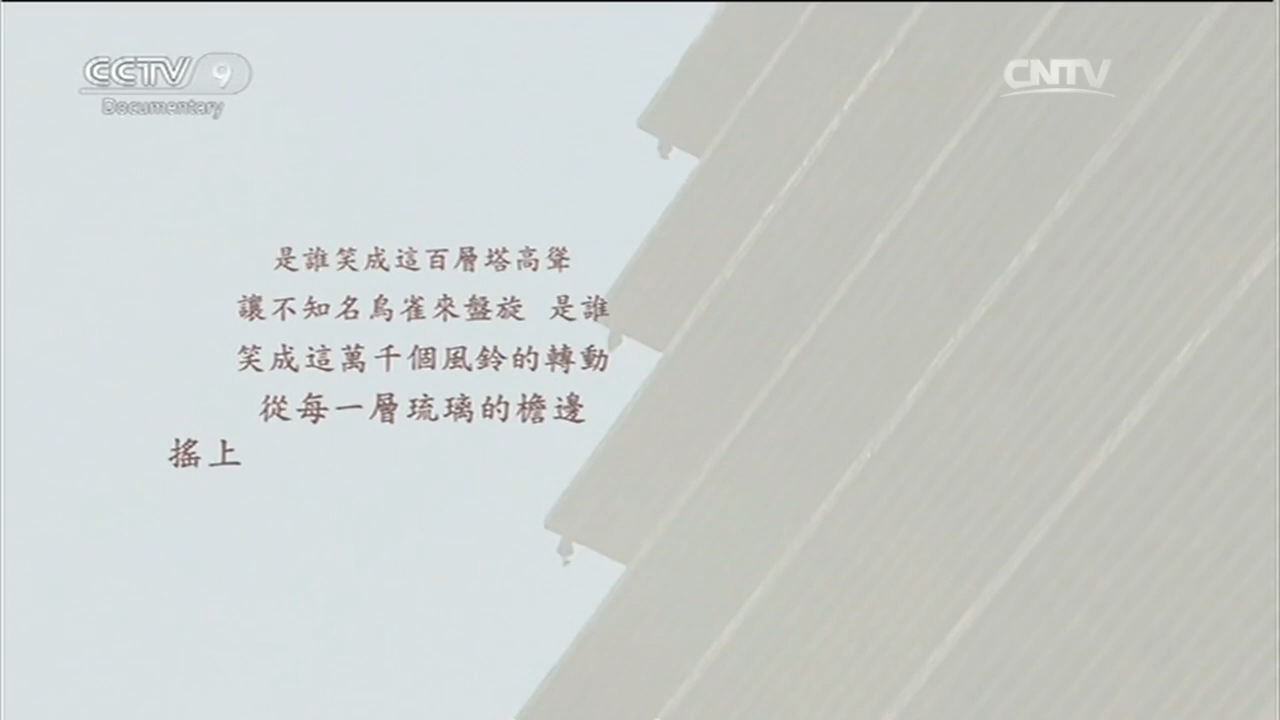 CCTV 9
Documentary
CNTV
是誰笑成這百層塔高聳
讓不知名鳥雀來盤旋 是誰
笑成這萬千個風鈴的轉動
從每一層琉璃的檐邊
搖上